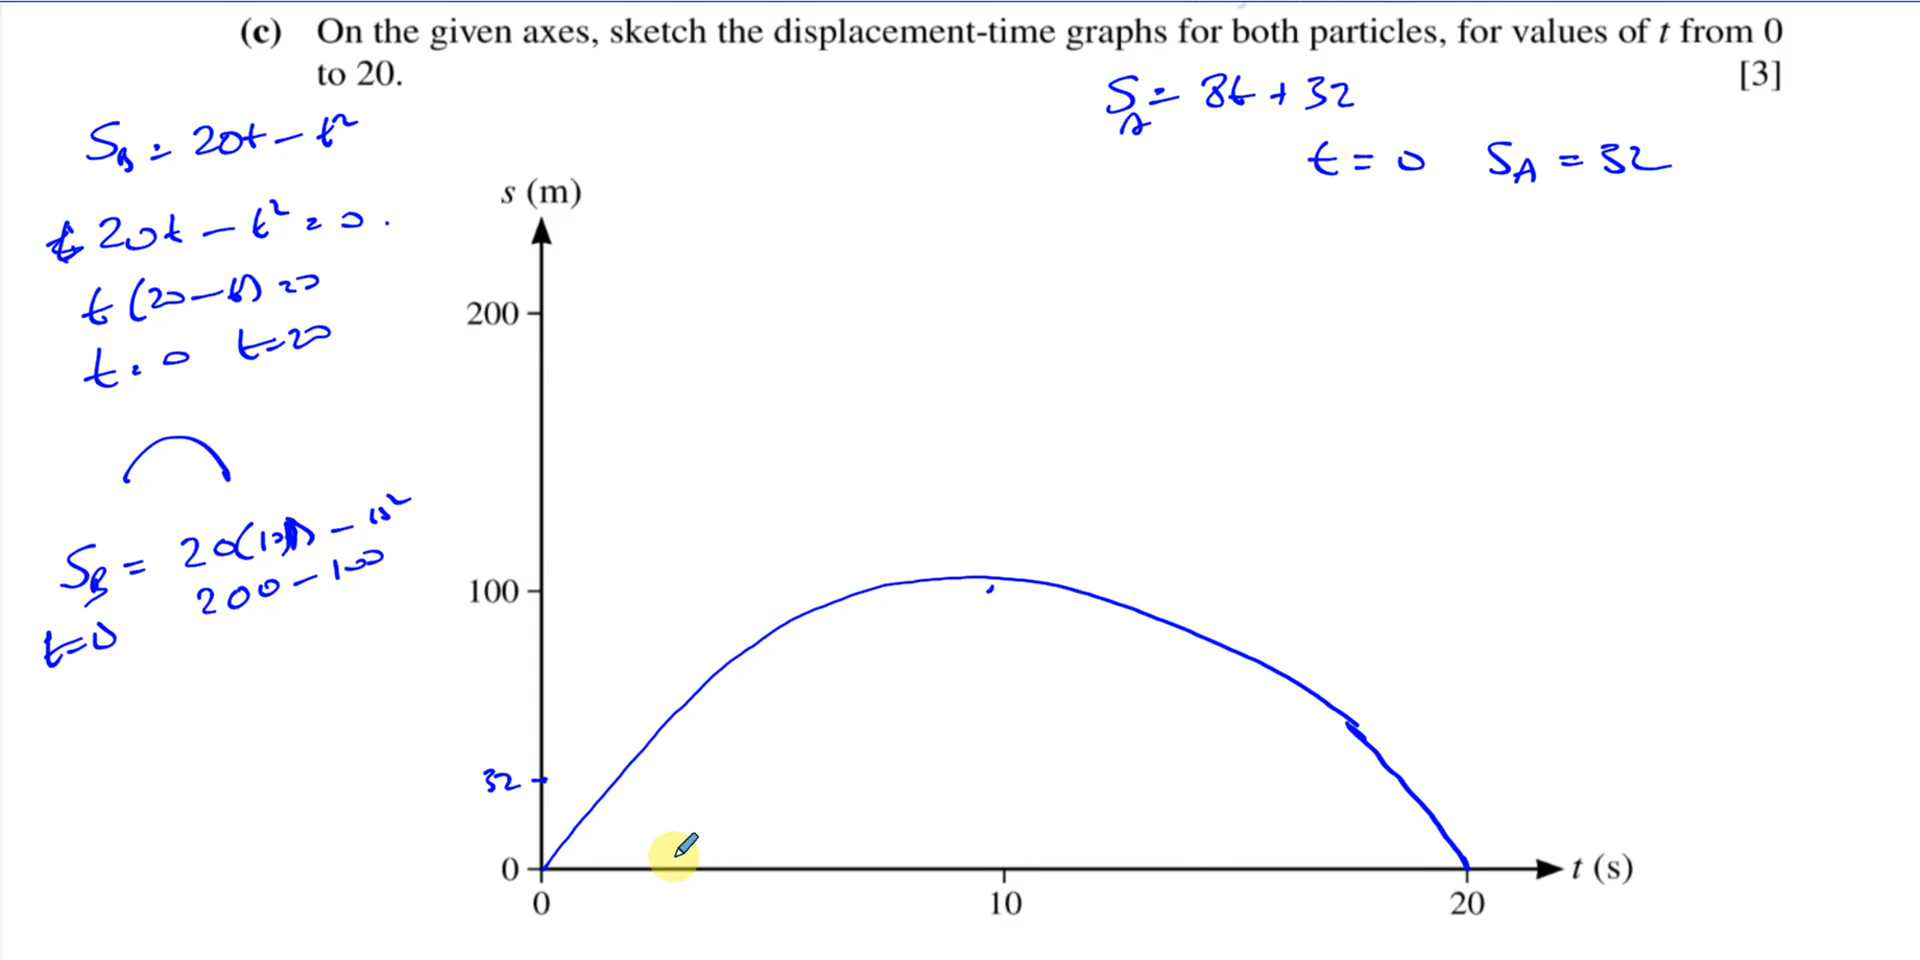 (c) On the given axes, sketch the displacement-time graphs for both particles, for values of t from 0
to 20. [3]
S_A = 8t + 32
t = 0 S_A = 32
S_B = 20t - t²
20t - t² = 0.
t (20 - t) = 0
t = 0 t = 20
S_B = 20(10) - 10²
200 - 100
t=0
s (m)
200
100
32
0
0 10 20
t (s)